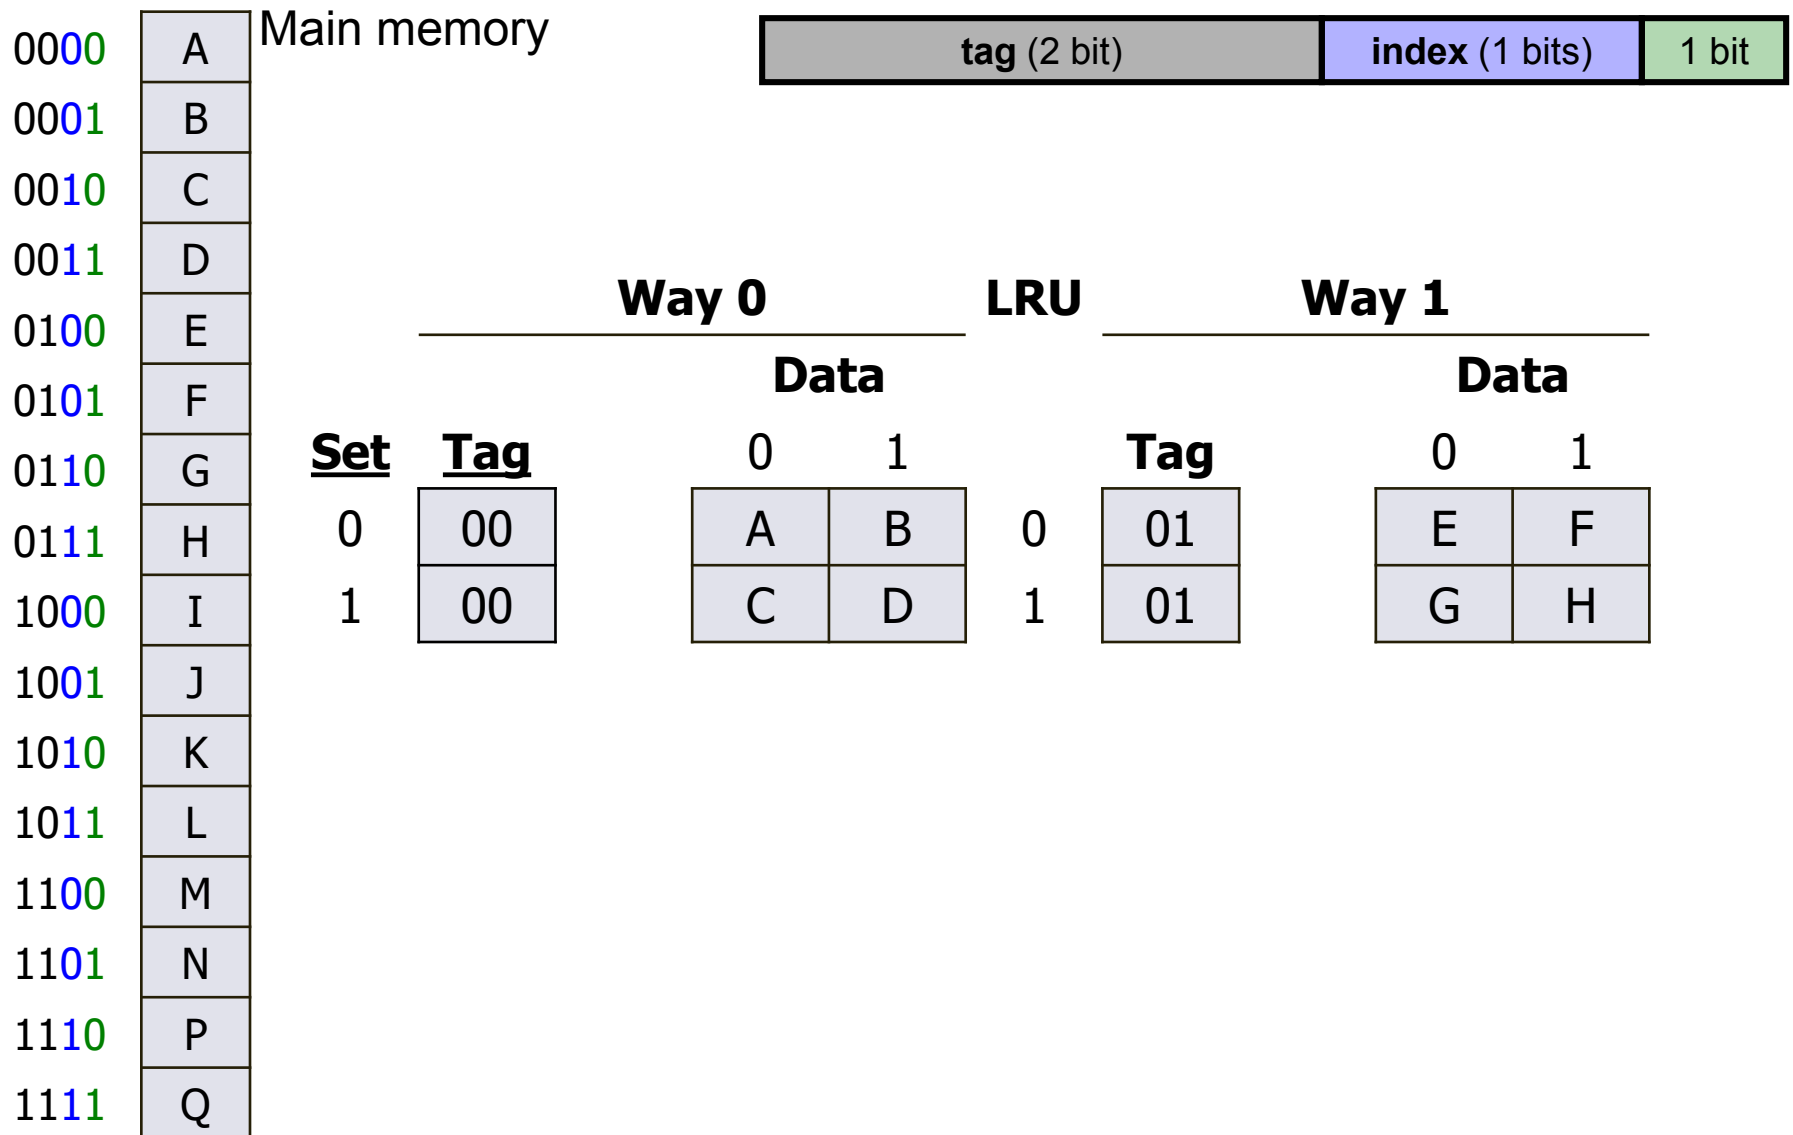 Main memory
tag (2 bit) index (1 bits) 1 bit
0000 A
0001 B
0010 C
0011 D
0100 E
0101 F
0110 G
0111 H
1000 I
1001 J
1010 K
1011 L
1100 M
1101 N
1110 P
1111 Q
Way 0 LRU Way 1
Data Data
Set Tag 0 1 Tag 0 1
0 00 A B 0 01 E F
1 00 C D 1 01 G H